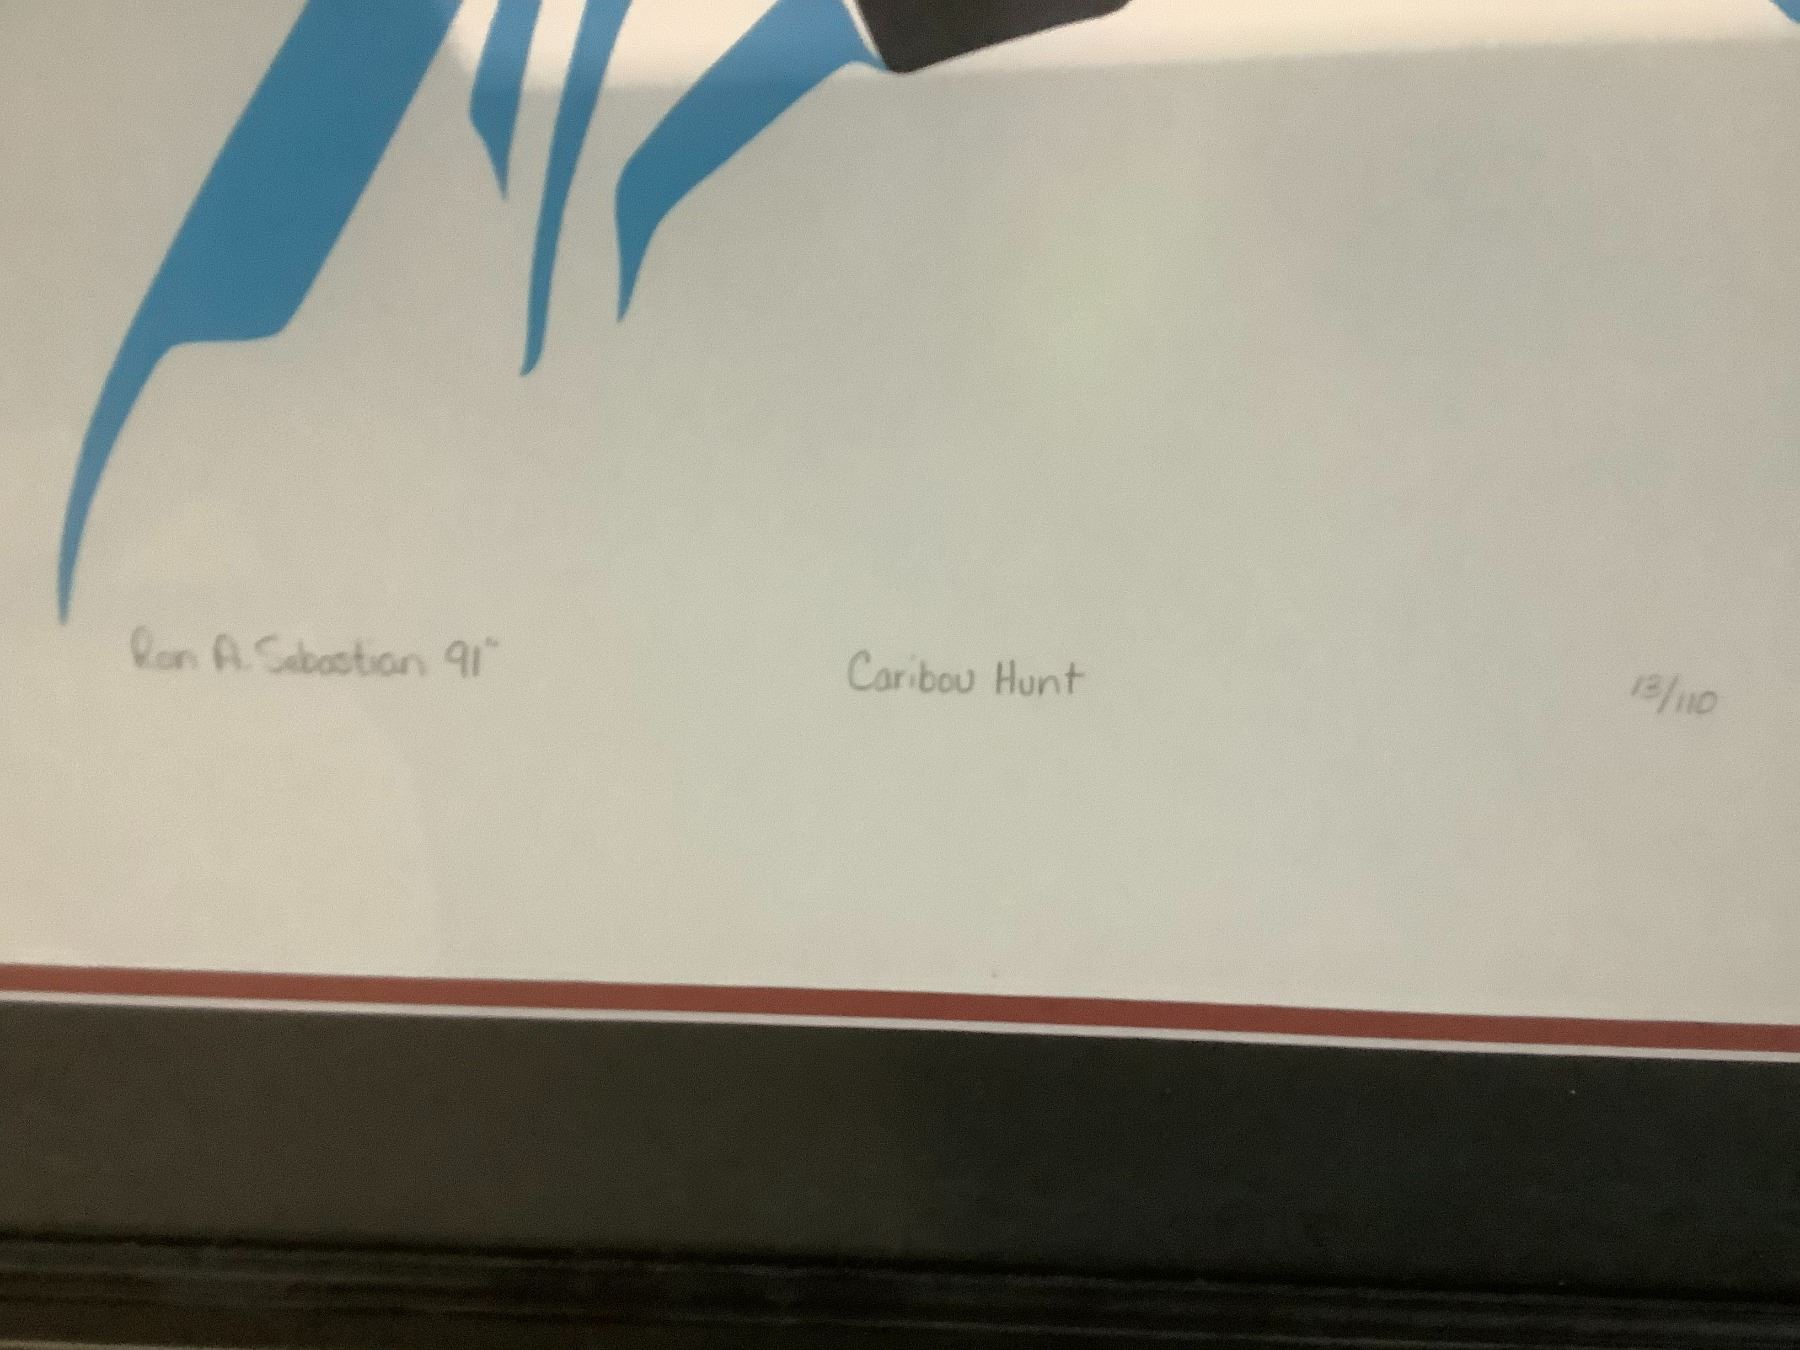 Ron A. Sebastian 91"
Caribou Hunt
13/110